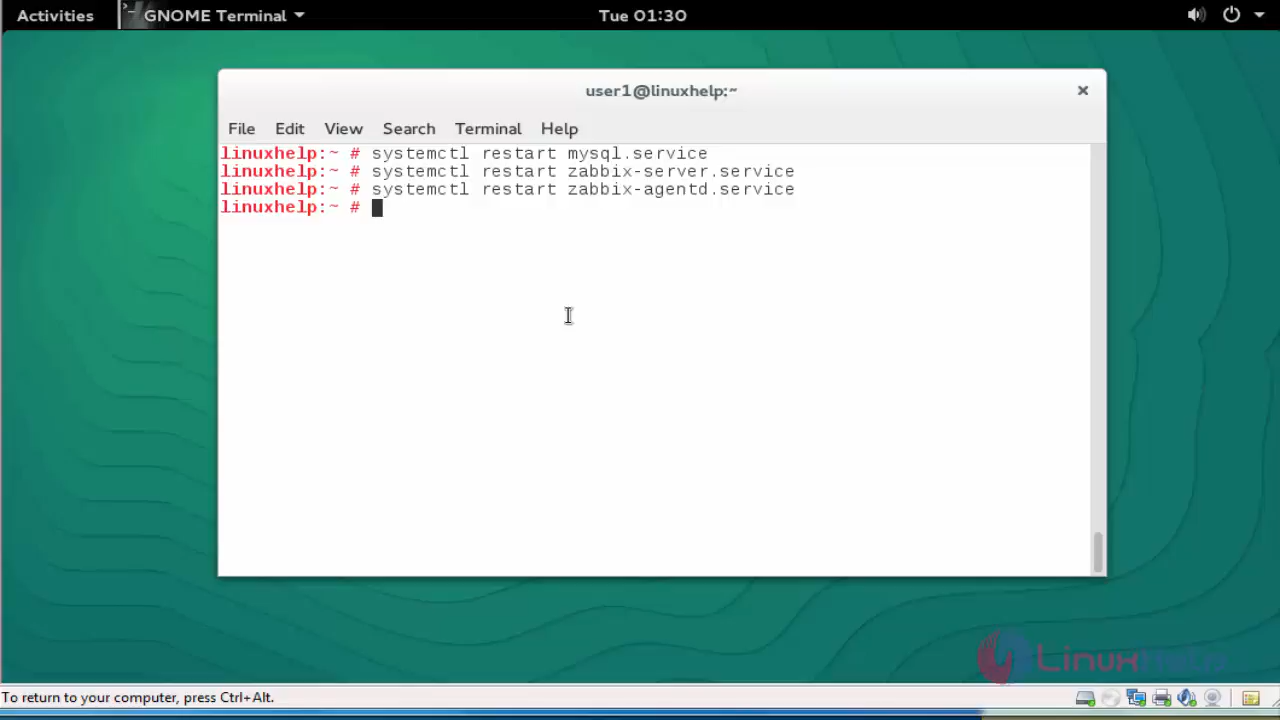 Activities GNOME Terminal Tue 01:30
user1@linuxhelp:~
File Edit View Search Terminal Help
linuxhelp:~ # systemctl restart mysql.service
linuxhelp:~ # systemctl restart zabbix-server.service
linuxhelp:~ # systemctl restart zabbix-agentd.service
linuxhelp:~ #
LinuxHelp
To return to your computer, press Ctrl+Alt.